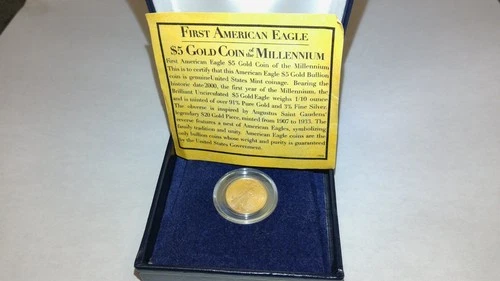 FIRST AMERICAN EAGLE
$5 GOLD COIN of the MILLENNIUM
First American Eagle $5 Gold Coin of the Millennium
This is to certify that this American Eagle $5 Gold Bullion
coin is genuine United States Mint coinage. Bearing the
historic date 2000, the first year of the Millennium, the
Brilliant Uncirculated $5 Gold Eagle weighs 1/10 ounce
and is minted of over 91% Pure Gold and 3% Fine Silver.
The obverse is inspired by Augustus Saint Gaudens'
legendary $20 Gold Piece, minted from 1907 to 1933. The
reverse features a nest of American Eagles, symbolizing
family tradition and unity. American Eagle coins are the
only bullion coins whose weight and purity is guaranteed
by the United States Government.